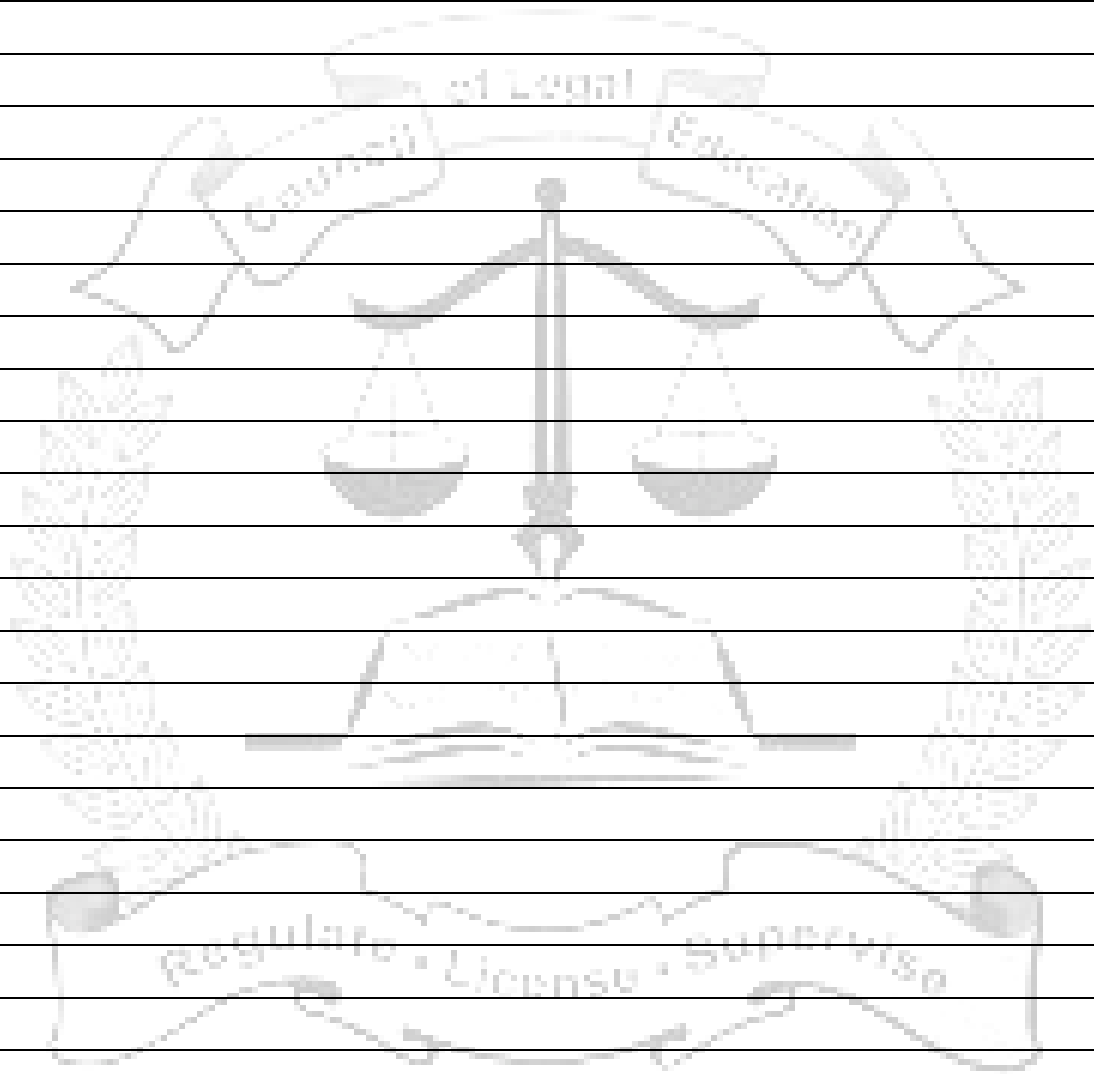 Council of Legal Education
Regulate • License • Supervise